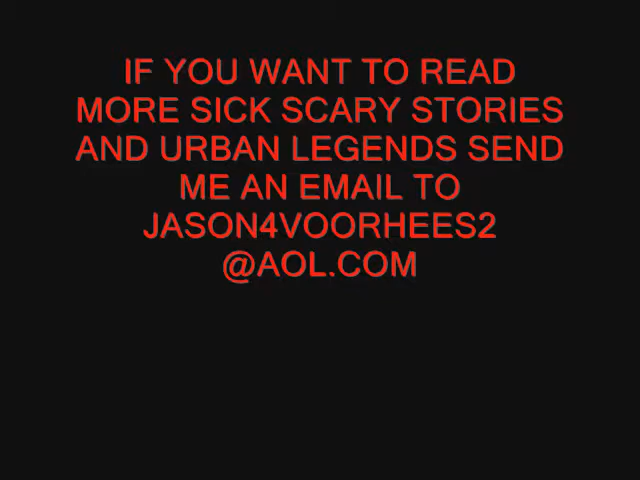 IF YOU WANT TO READ
MORE SICK SCARY STORIES
AND URBAN LEGENDS SEND
ME AN EMAIL TO
JASON4VOORHEES2
@AOL.COM